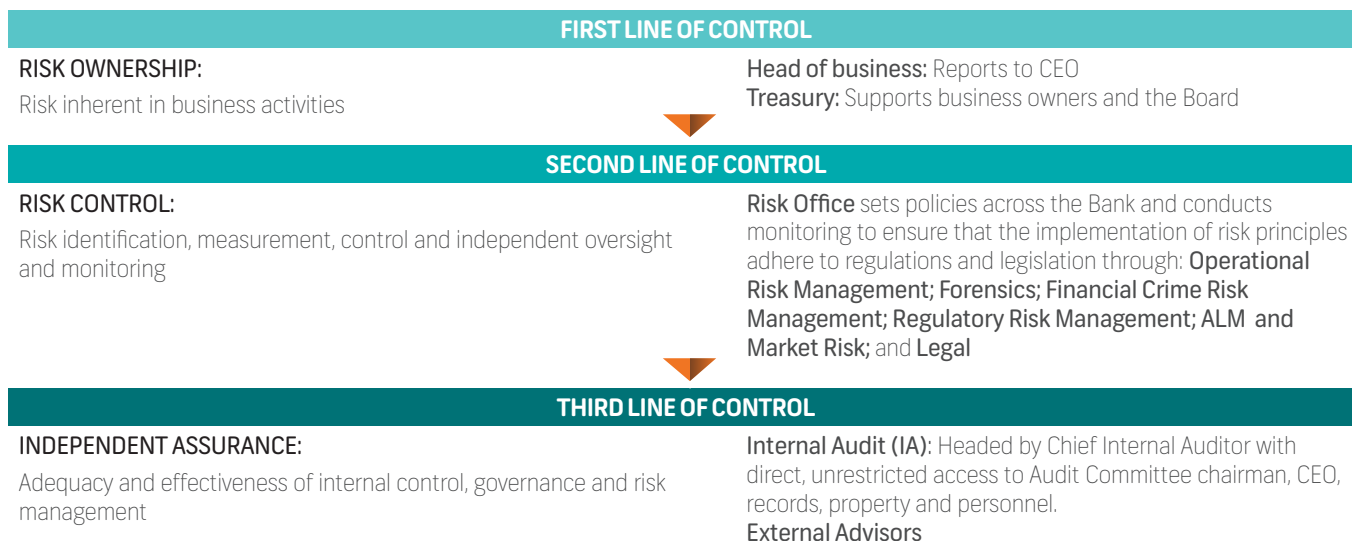 FIRST LINE OF CONTROL
RISK OWNERSHIP:
Risk inherent in business activities
Head of business: Reports to CEO
Treasury: Supports business owners and the Board
SECOND LINE OF CONTROL
RISK CONTROL:
Risk identification, measurement, control and independent oversight
and monitoring
Risk Office sets policies across the Bank and conducts
monitoring to ensure that the implementation of risk principles
adhere to regulations and legislation through: Operational
Risk Management; Forensics; Financial Crime Risk
Management; Regulatory Risk Management; ALM and
Market Risk; and Legal
THIRD LINE OF CONTROL
INDEPENDENT ASSURANCE:
Adequacy and effectiveness of internal control, governance and risk
management
Internal Audit (IA): Headed by Chief Internal Auditor with
direct, unrestricted access to Audit Committee chairman, CEO,
records, property and personnel.
External Advisors